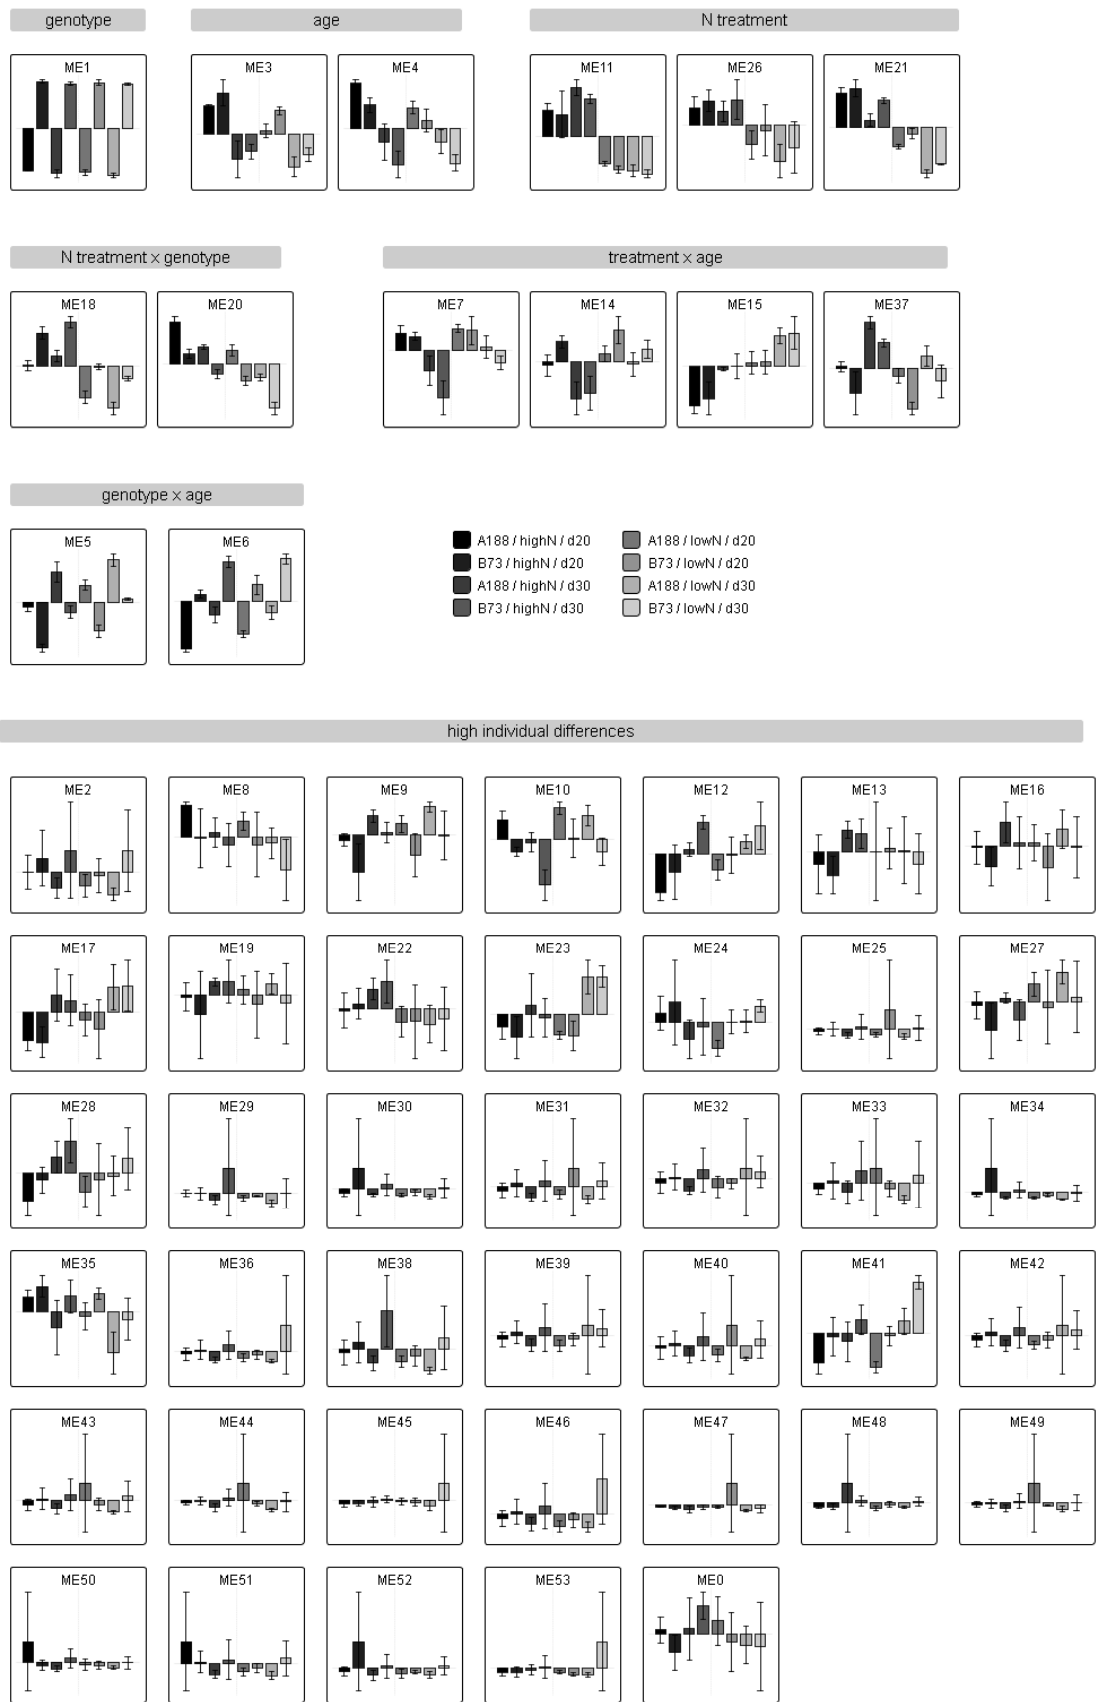 genotype age N treatment
ME1 ME3 ME4 ME11 ME26 ME21
N treatment x genotype treatment x age
ME18 ME20 ME7 ME14 ME15 ME37
genotype x age
ME5 ME6
A188 / highN / d20 A188 / lowN / d20
B73 / highN / d20 B73 / lowN / d20
A188 / highN / d30 A188 / lowN / d30
B73 / highN / d30 B73 / lowN / d30
high individual differences
ME2 ME8 ME9 ME10 ME12 ME13 ME16
ME17 ME19 ME22 ME23 ME24 ME25 ME27
ME28 ME29 ME30 ME31 ME32 ME33 ME34
ME35 ME36 ME38 ME39 ME40 ME41 ME42
ME43 ME44 ME45 ME46 ME47 ME48 ME49
ME50 ME51 ME52 ME53 ME0